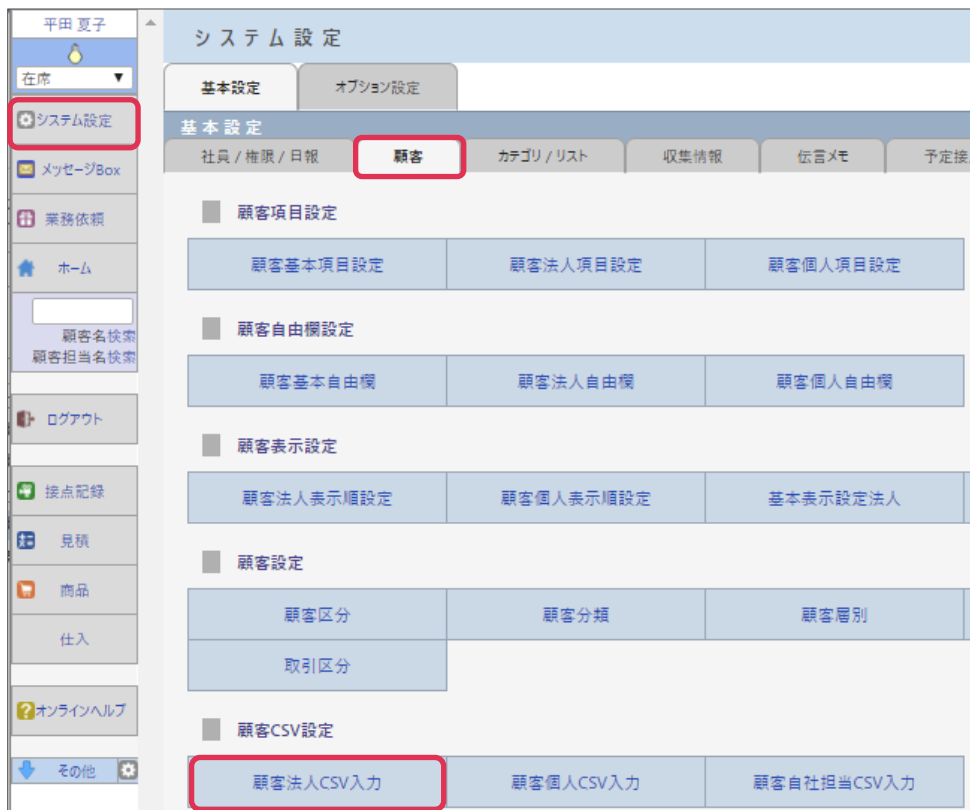 平田 夏子
在席 ▼
システム設定
メッセージBox
業務依頼
ホーム
顧客名検索
顧客担当名検索
ログアウト
接点記録
見積
商品
仕入
オンラインヘルプ
その他
システム設定
基本設定 オプション設定
基本設定
社員 / 権限 / 日報 顧客 カテゴリ / リスト 収集情報 伝言メモ 予定接
顧客項目設定
顧客基本項目設定 顧客法人項目設定 顧客個人項目設定
顧客自由欄設定
顧客基本自由欄 顧客法人自由欄 顧客個人自由欄
顧客表示設定
顧客法人表示順設定 顧客個人表示順設定 基本表示設定法人
顧客設定
顧客区分 顧客分類 顧客層別
取引区分
顧客CSV設定
顧客法人CSV入力 顧客個人CSV入力 顧客自社担当CSV入力